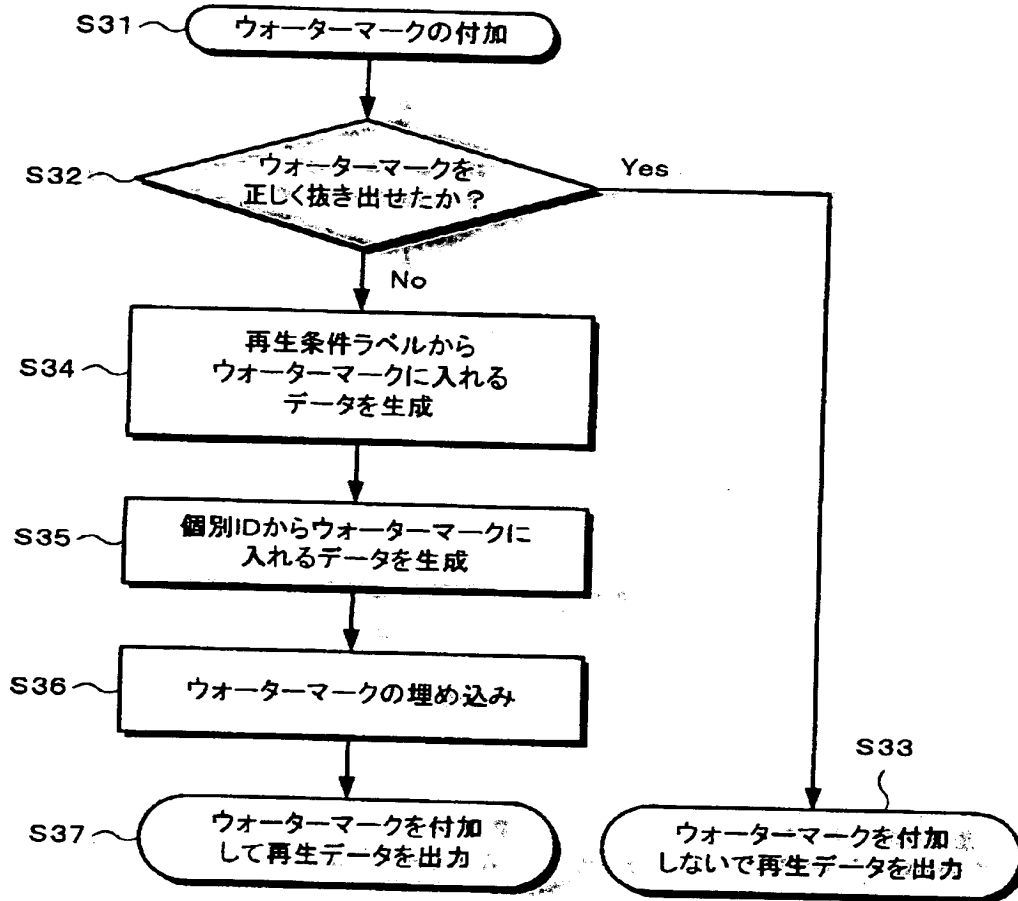 S31
ウォーターマークの付加
S32
ウォーターマークを
正しく抜き出せたか？
Yes
No
S34
再生条件ラベルから
ウォーターマークに入れる
データを生成
S35
個別IDからウォーターマークに
入れるデータを生成
S36
ウォーターマークの埋め込み
S33
S37
ウォーターマークを付加
して再生データを出力
ウォーターマークを付加
しないで再生データを出力